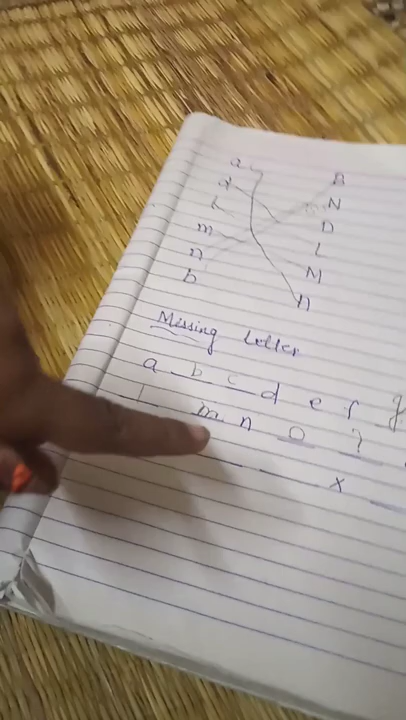 a B
d N
l D
m L
n M
b A
Missing letter
a b c d e f g
l m n o
x